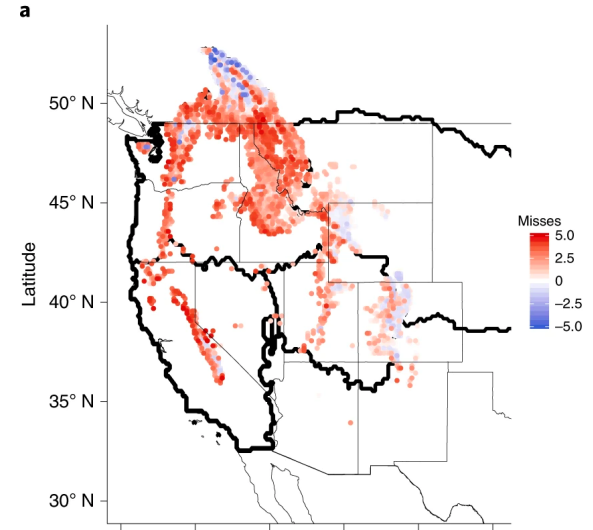 a
50° N
45° N
40° N
35° N
30° N
Latitude
Misses
5.0
2.5
0
–2.5
–5.0